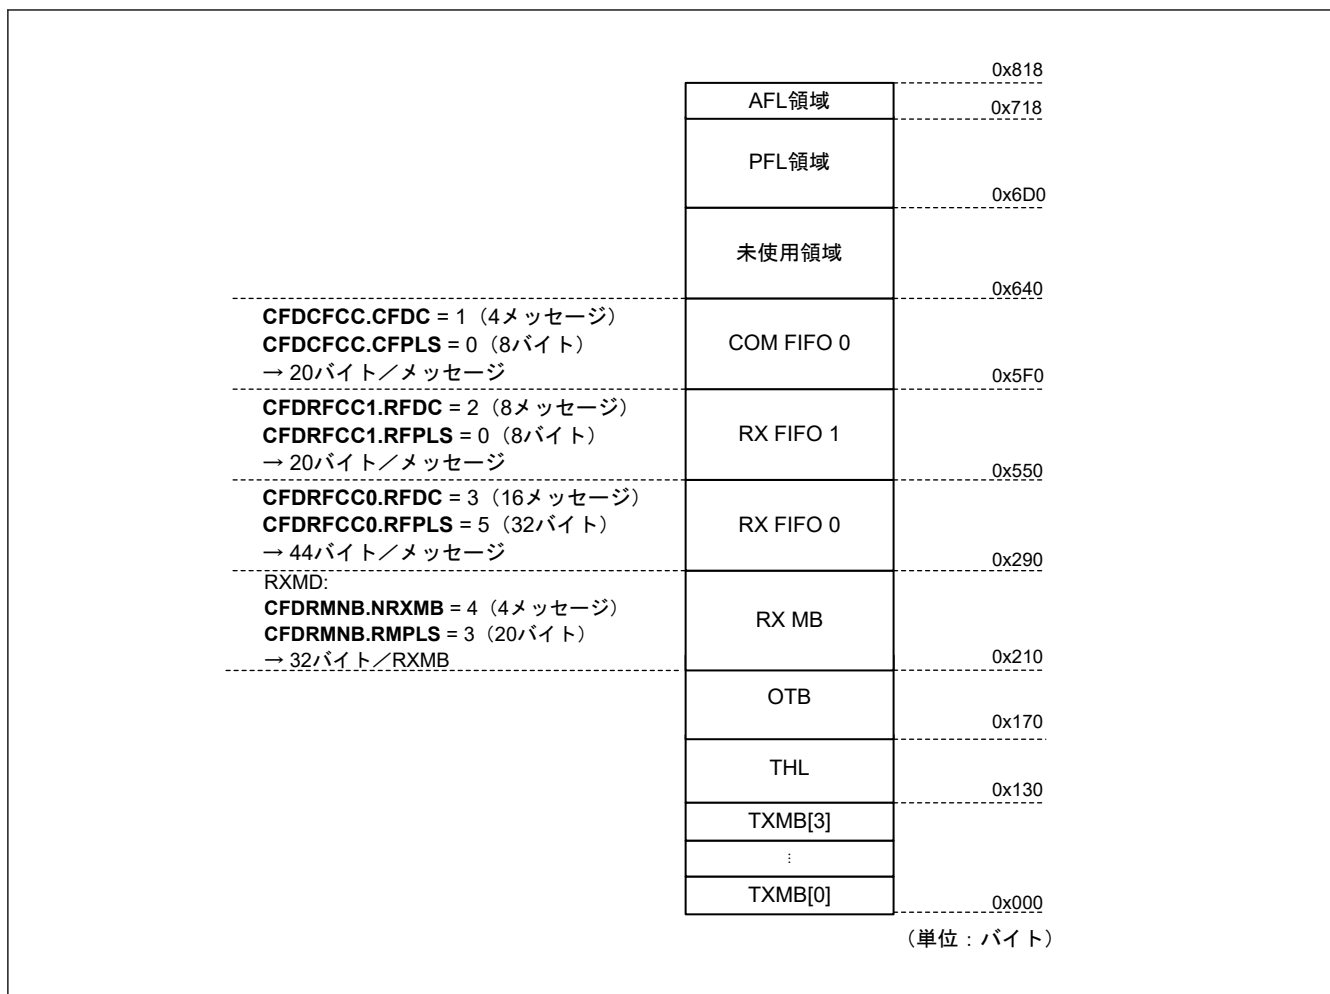 0x818
AFL領域
0x718
PFL領域
0x6D0
未使用領域
0x640
CFDCFCC.CFDC = 1（4メッセージ）
CFDCFCC.CFPLS = 0（8バイト）
→ 20バイト／メッセージ
COM FIFO 0
0x5F0
CFDRFCC1.RFDC = 2（8メッセージ）
CFDRFCC1.RFPLS = 0（8バイト）
→ 20バイト／メッセージ
RX FIFO 1
0x550
CFDRFCC0.RFDC = 3（16メッセージ）
CFDRFCC0.RFPLS = 5（32バイト）
→ 44バイト／メッセージ
RX FIFO 0
0x290
RXMD:
CFDRMNB.NRXMB = 4（4メッセージ）
CFDRMNB.RMPLS = 3（20バイト）
→ 32バイト／RXMB
RX MB
0x210
OTB
0x170
THL
0x130
TXMB[3]
⋮
TXMB[0]
0x000
（単位：バイト）